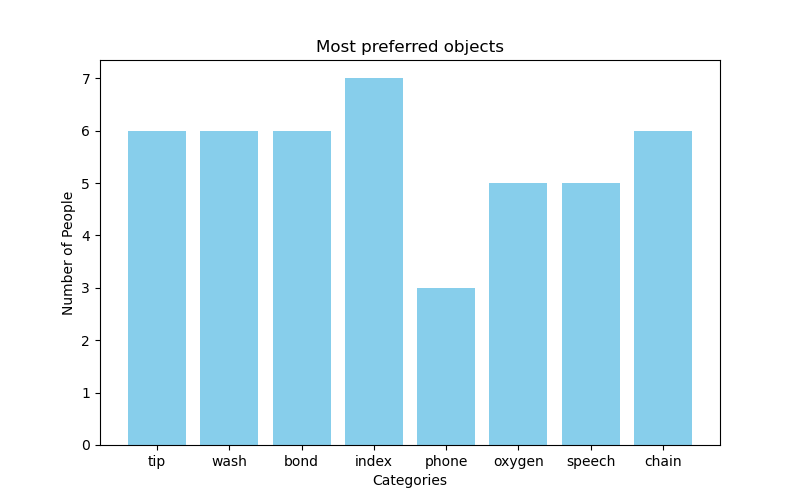 Most preferred objects
Number of People
7
6
5
4
3
2
1
0
tip wash bond index phone oxygen speech chain
Categories